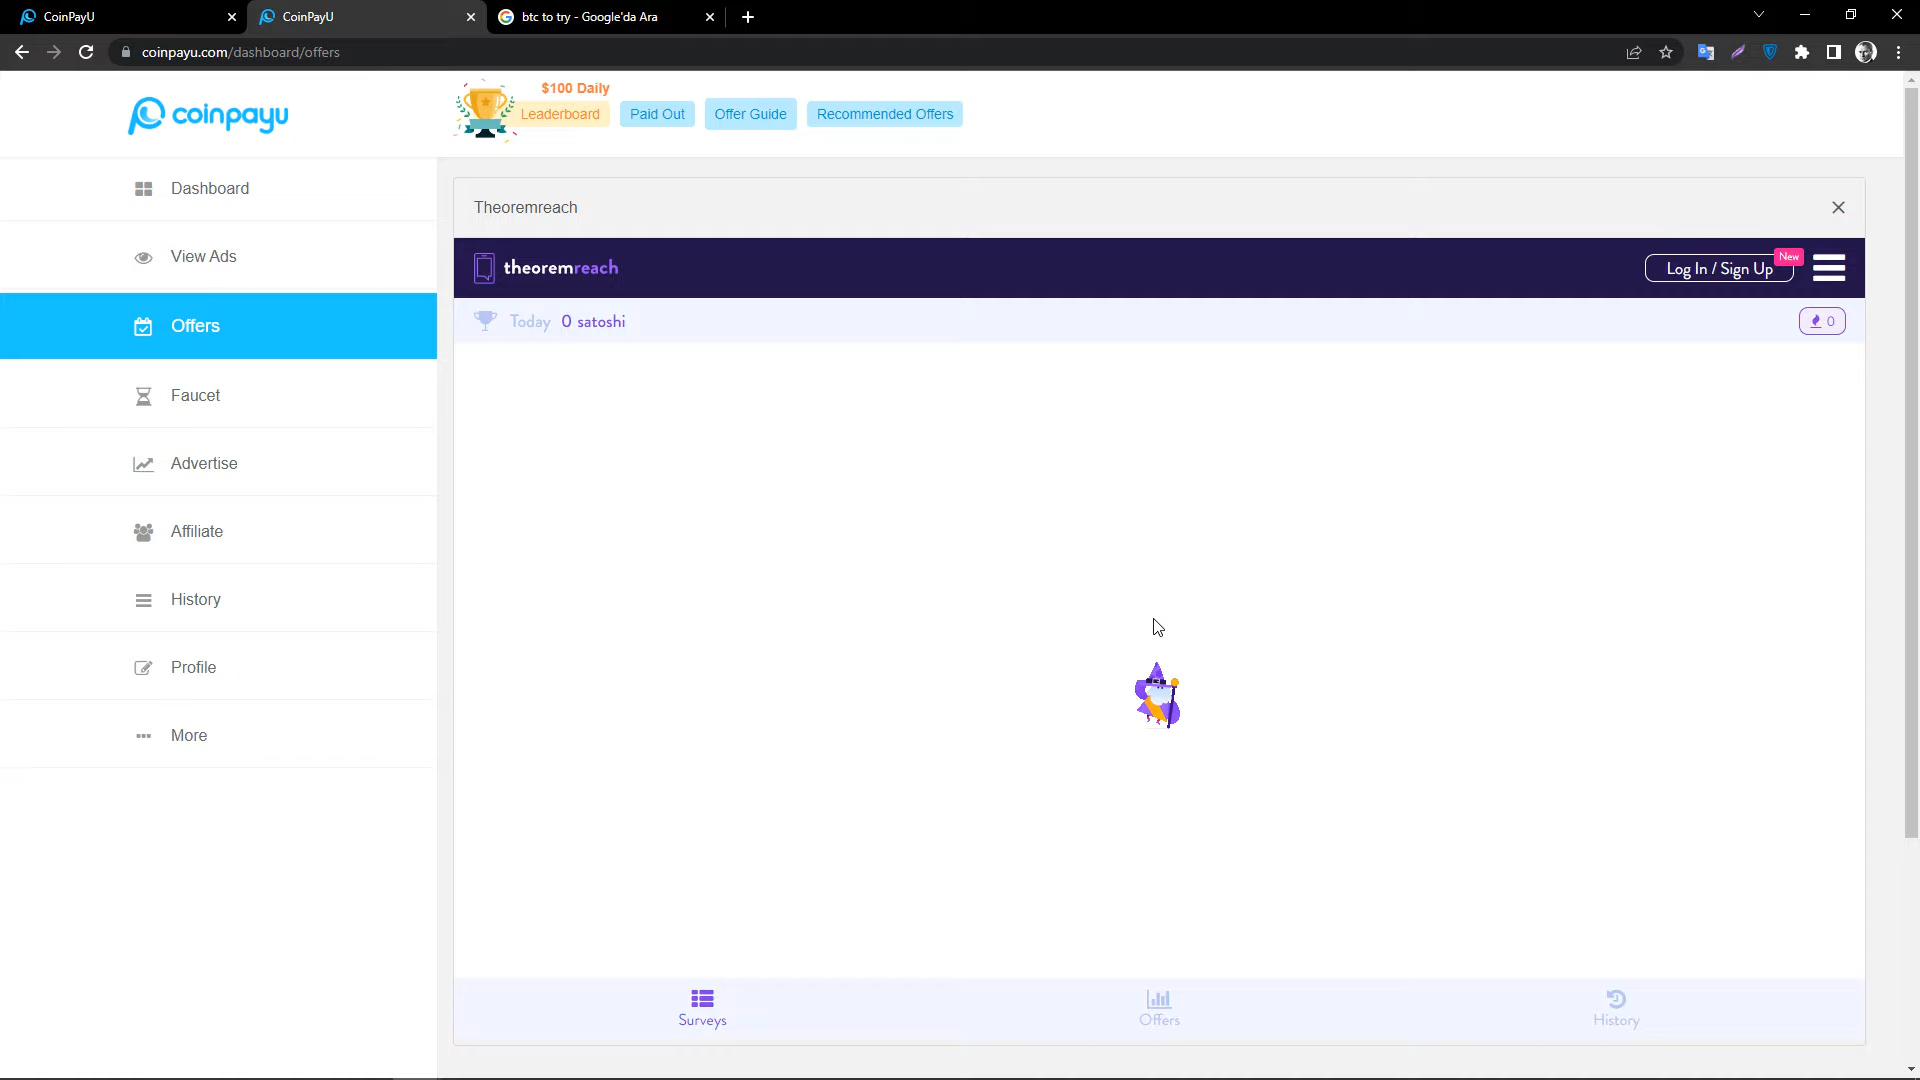 CoinPayU
CoinPayU
btc to try - Google'da Ara
coinpayu.com/dashboard/offers
coinpayu
$100 Daily
Leaderboard
Paid Out
Offer Guide
Recommended Offers
Dashboard
View Ads
Offers
Faucet
Advertise
Affiliate
History
Profile
More
Theoremreach
theoremreach
Log In / Sign Up
New
Today 0 satoshi
0
Surveys
Offers
History